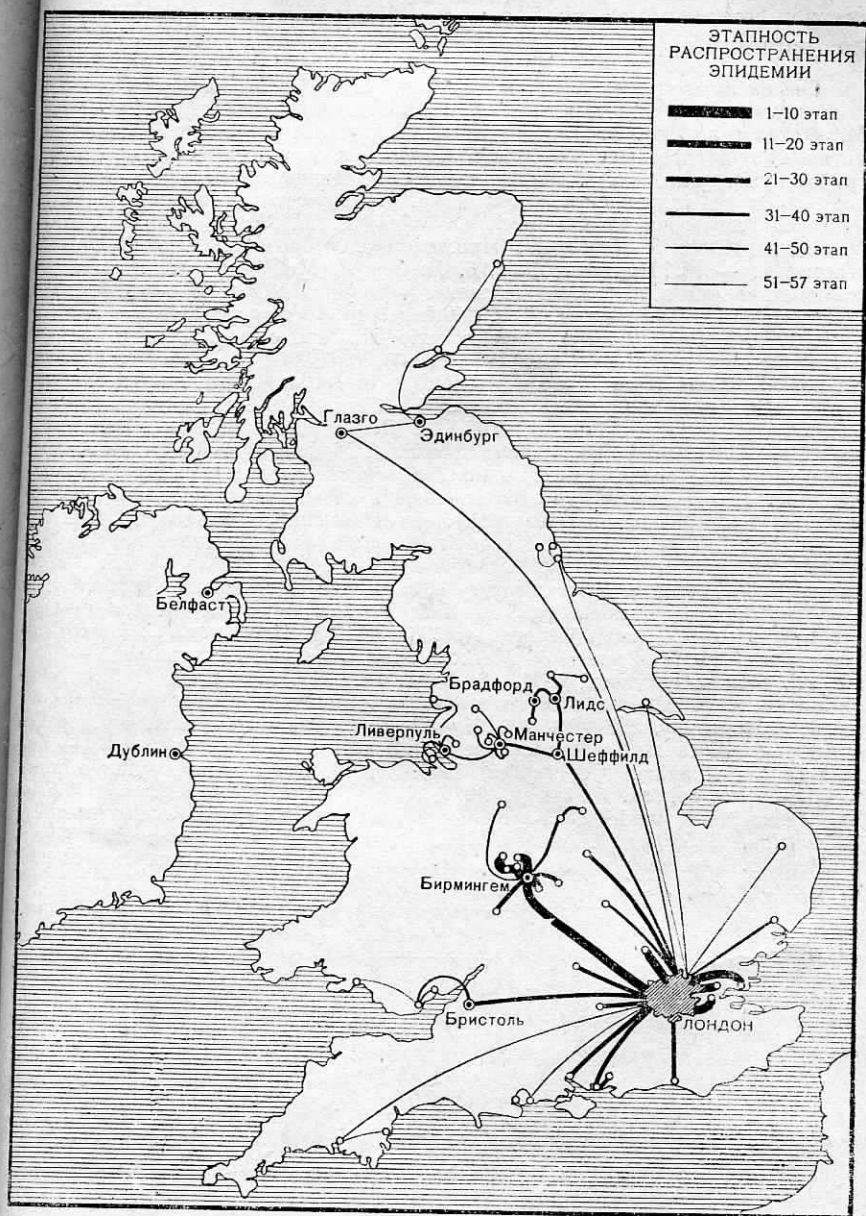 ЭТАПНОСТЬ
РАСПРОСТРАНЕНИЯ
ЭПИДЕМИИ
1—10 этап
11—20 этап
21—30 этап
31—40 этап
41—50 этап
51—57 этап
Глазго
Эдинбург
Белфаст
Брадфорд
Лидс
Ливерпуль
Манчестер
Дублин
Шеффилд
Бирмингем
Бристоль
ЛОНДОН